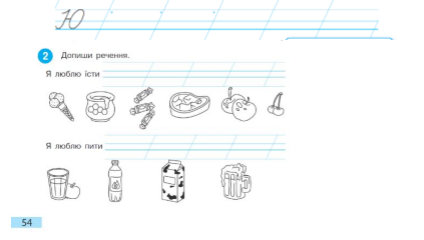 Ю
2 Допиши речення.
Я люблю їсти
Я люблю пити
54